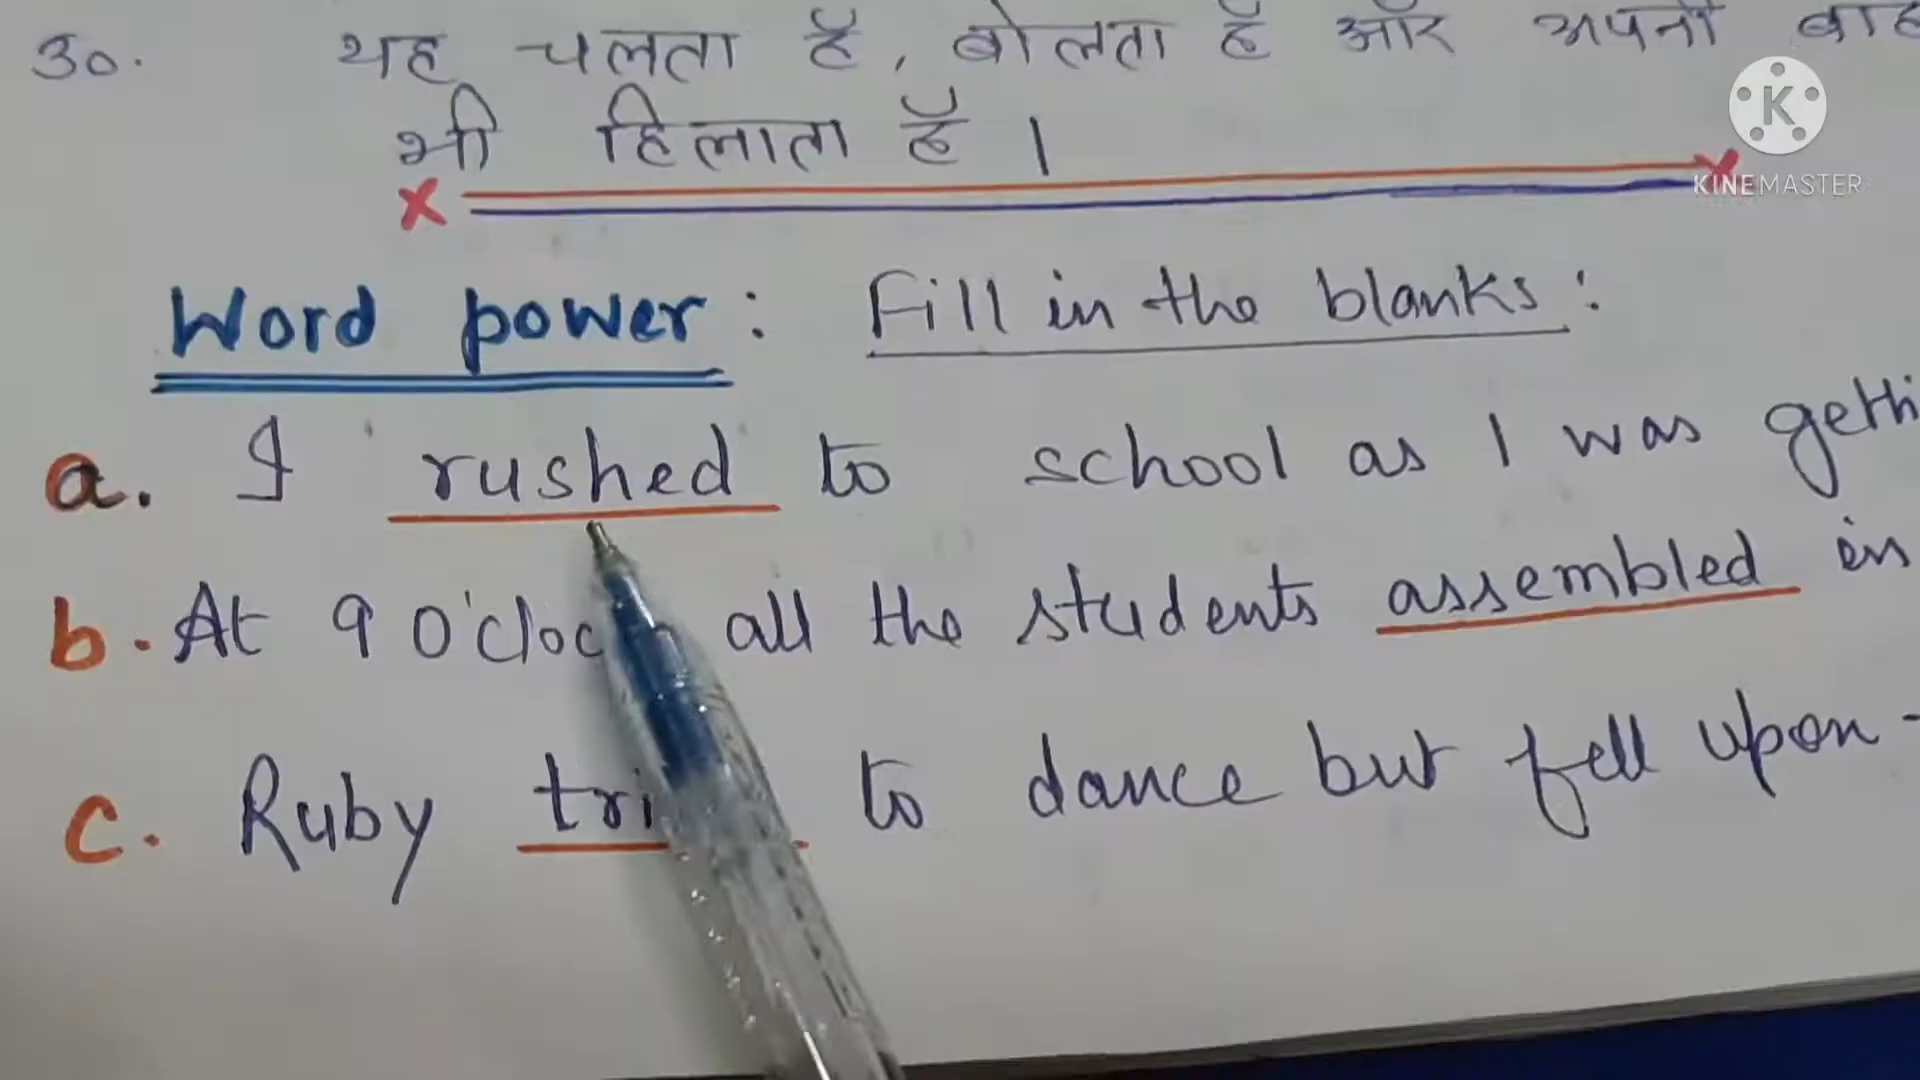 30. यह चलता है, बोलता है और अपनी
भी हिलाता है।
KINEMASTER
Word power: Fill in the blanks:
a. I rushed to school as I was
b. At 9 O'cloc all the students assembled in
c. Ruby to dance but fell upon-